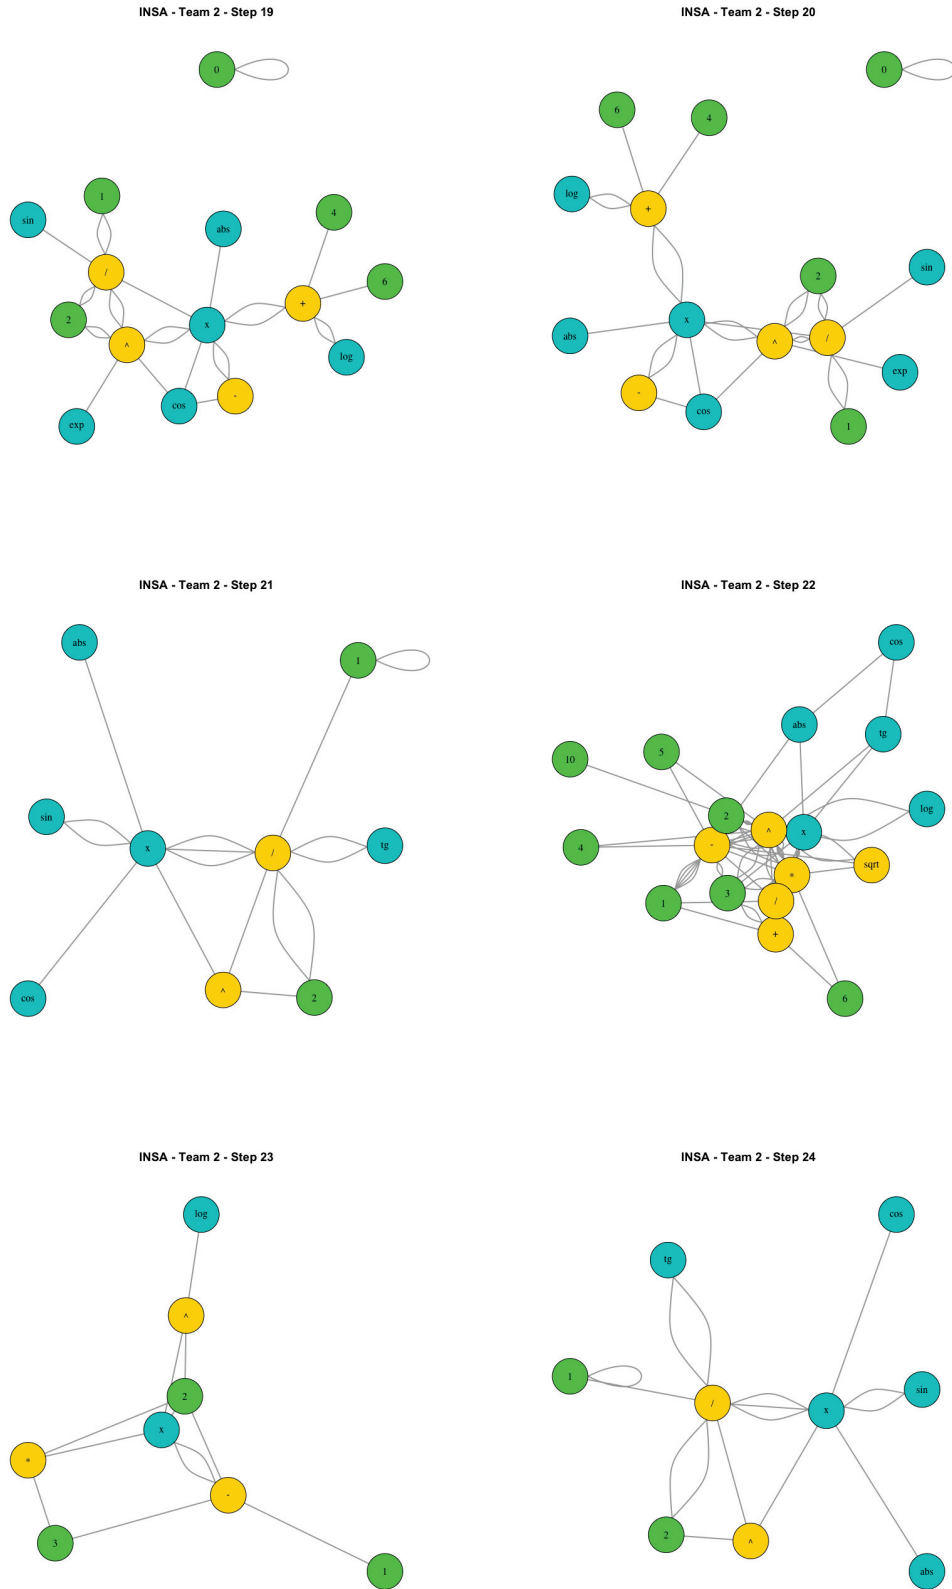 INSA - Team 2 - Step 19
0
1
sin
abs
4
/
6
+
2
x
^
log
-
cos
exp
INSA - Team 2 - Step 20
0
6
4
log
+
sin
2
x
abs
^
/
exp
-
cos
1
INSA - Team 2 - Step 21
abs
1
sin
x
/
tg
^
2
cos
INSA - Team 2 - Step 22
cos
abs
tg
5
10
log
2
^
x
-
4
sqrt
*
3
1
/
+
6
INSA - Team 2 - Step 23
log
^
2
x
*
-
3
1
INSA - Team 2 - Step 24
cos
tg
1
sin
/
x
2
^
abs